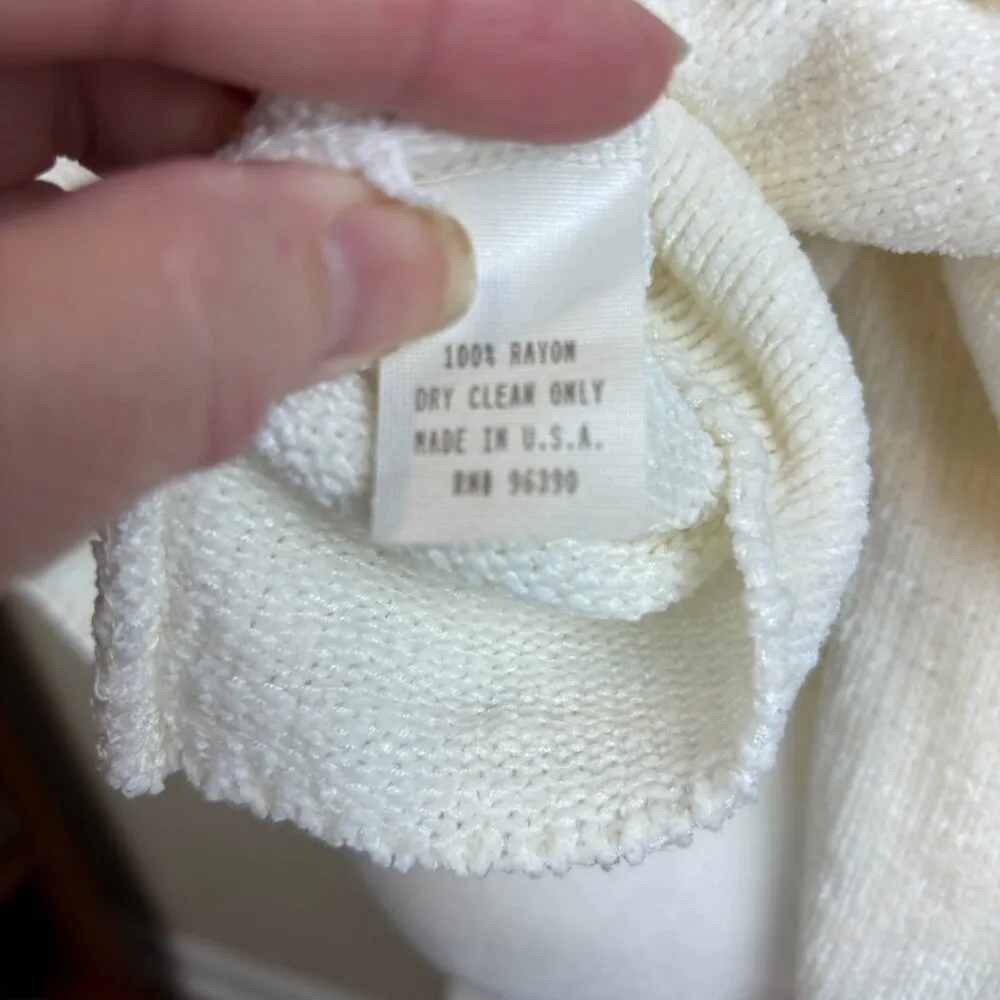 100% RAYON
DRY CLEAN ONLY
MADE IN U.S.A.
RN# 96390